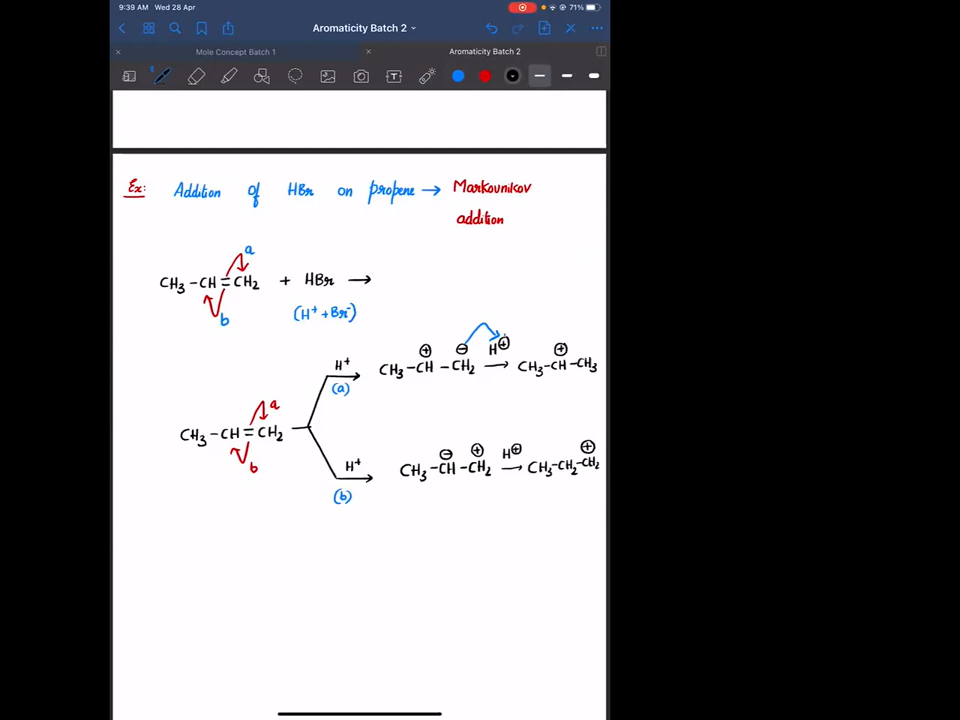 9:39 AM Wed 28 Apr
71%
Aromaticity Batch 2
Mole Concept Batch 1
Aromaticity Batch 2
Ex: Addition of HBr on propene → Markounikov
addition
a
CH₃ − CH = CH₂ + HBr →
b
(H⁺ + Br⁻)
H⁺
(a)
CH₃ − CH⊕ − CH₂⊖ H⊕ → CH₃ − CH⊕ − CH₃
a
CH₃ − CH = CH₂
b
H⁺
(b)
CH₃ − CH⊖ − CH₂⊕ H⊕ → CH₃ − CH₂ − CH₂⊕